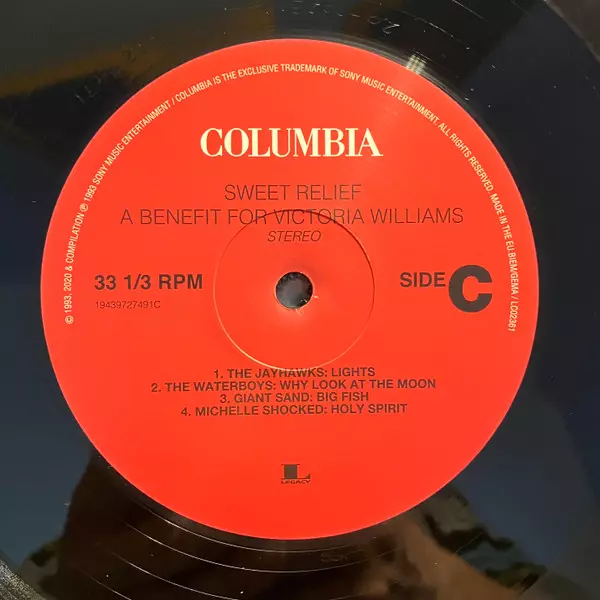 © 1993, 2020 & COMPILATION ℗ 1993 SONY MUSIC ENTERTAINMENT / COLUMBIA IS THE EXCLUSIVE TRADEMARK OF SONY MUSIC ENTERTAINMENT. ALL RIGHTS RESERVED. MADE IN THE EU. BIEM/GEMA / LC02361
COLUMBIA
SWEET RELIEF
A BENEFIT FOR VICTORIA WILLIAMS
STEREO
33 1/3 RPM
SIDE C
19439727491C
1. THE JAYHAWKS: LIGHTS
2. THE WATERBOYS: WHY LOOK AT THE MOON
3. GIANT SAND: BIG FISH
4. MICHELLE SHOCKED: HOLY SPIRIT
L
LEGACY